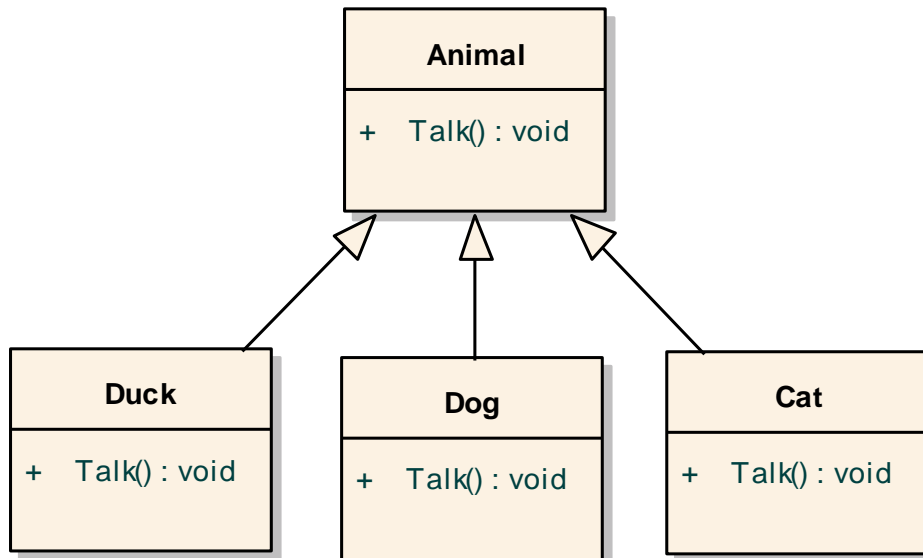 Animal
+ Talk() : void
Duck
+ Talk() : void
Dog
+ Talk() : void
Cat
+ Talk() : void